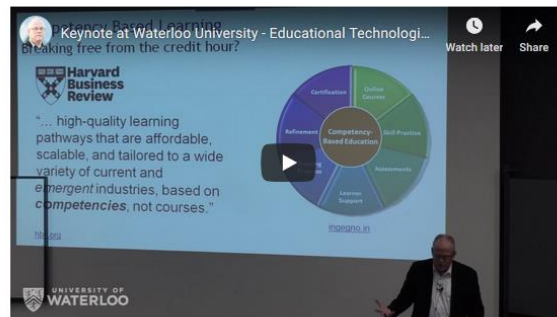 Competency Based Learning
Keynote at Waterloo University - Educational Technologi...
Breaking free from the credit hour?
Watch later
Share
Harvard
Business
Review
“... high-quality learning
pathways that are affordable,
scalable, and tailored to a wide
variety of current and
emergent industries, based on
competencies, not courses.”
hbr.org
Certification
Online
Courses
Refinement
Competency-
Based Education
Skill Practice
Assessments
Learner
Support
ingegno.in
UNIVERSITY OF
WATERLOO